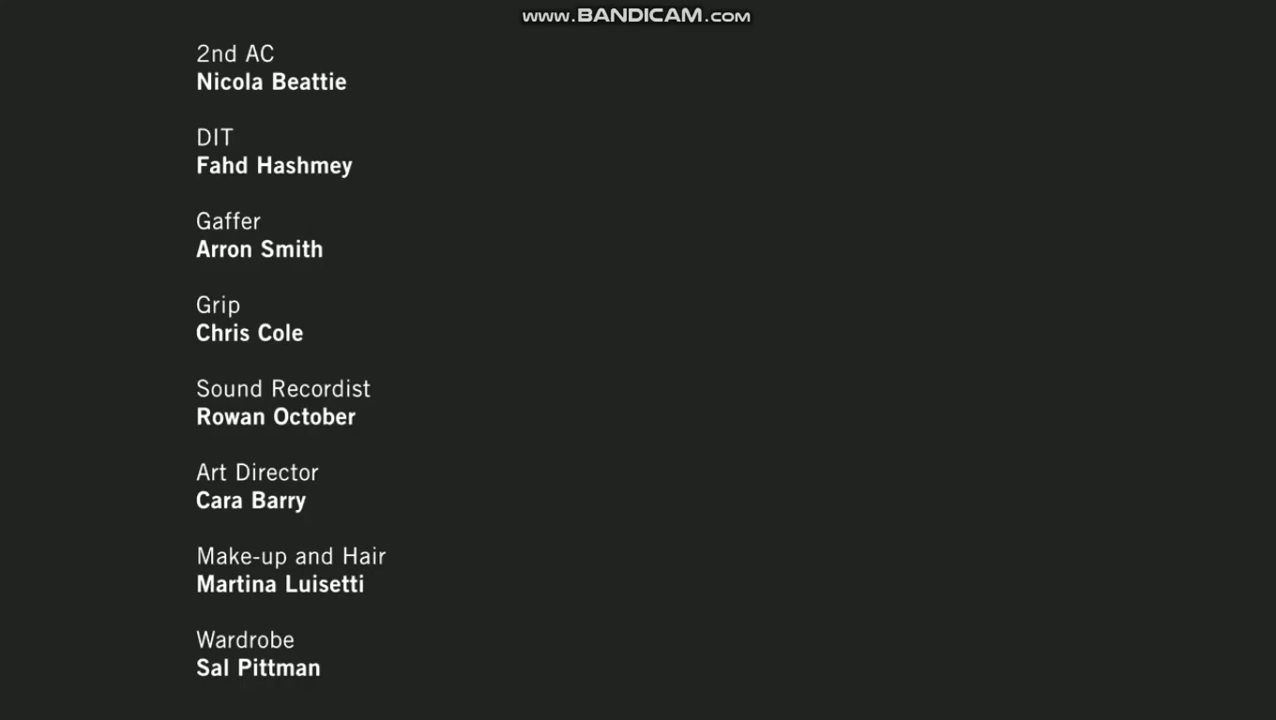 www.BANDICAM.com
2nd AC
Nicola Beattie
DIT
Fahd Hashmey
Gaffer
Arron Smith
Grip
Chris Cole
Sound Recordist
Rowan October
Art Director
Cara Barry
Make-up and Hair
Martina Luisetti
Wardrobe
Sal Pittman